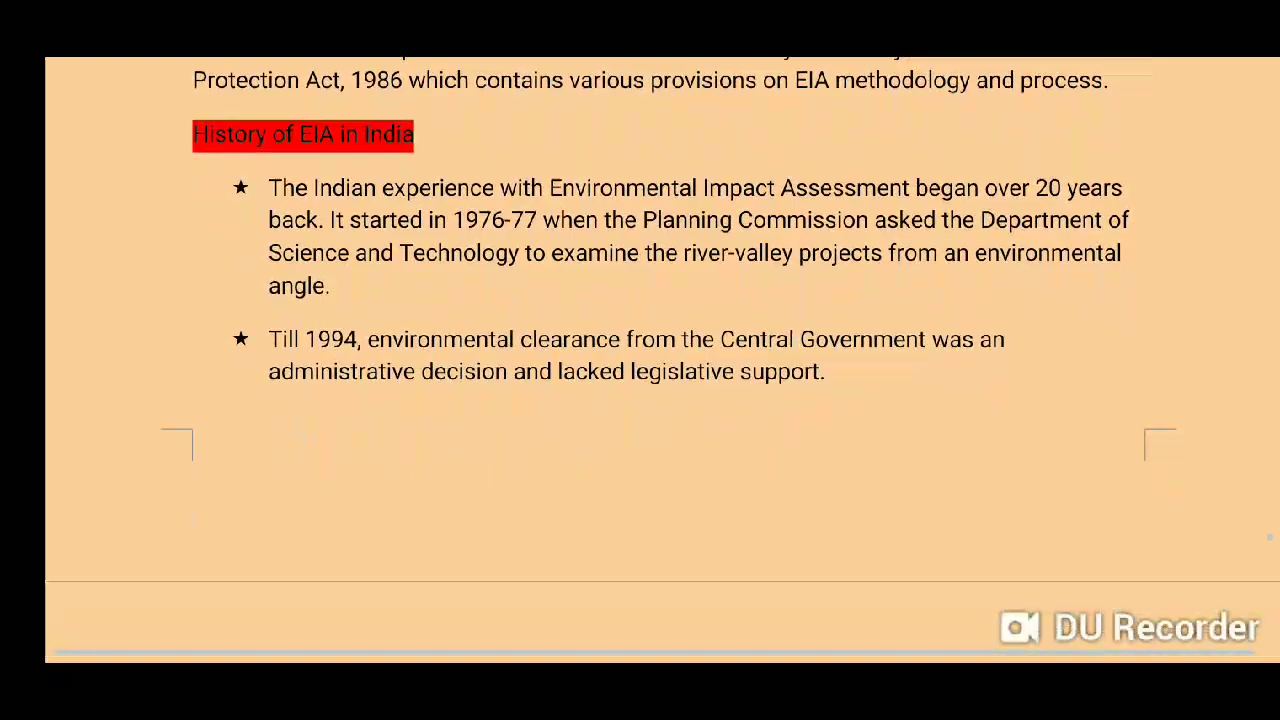 Protection Act, 1986 which contains various provisions on EIA methodology and process.
History of EIA in India
★ The Indian experience with Environmental Impact Assessment began over 20 years
back. It started in 1976-77 when the Planning Commission asked the Department of
Science and Technology to examine the river-valley projects from an environmental
angle.
★ Till 1994, environmental clearance from the Central Government was an
administrative decision and lacked legislative support.
DU Recorder